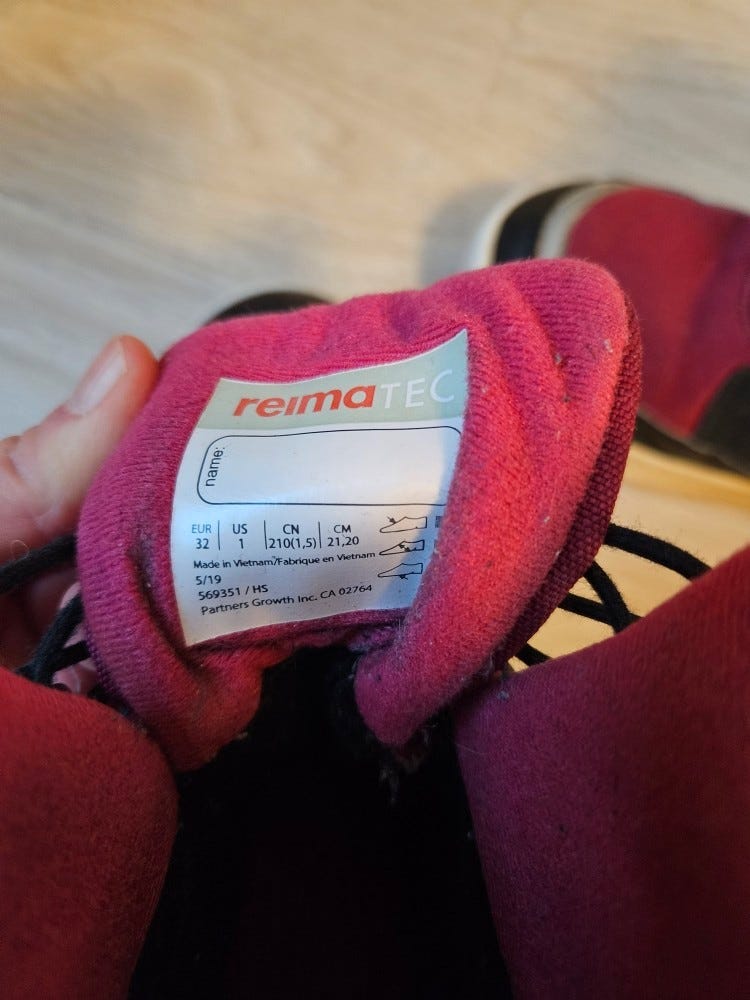 reimaTEC
name:
EUR US CN CM
32 1 210(1,5) 21,20
Made in Vietnam/Fabrique en Vietnam
5/19
569351 / HS
Partners Growth Inc. CA 02764